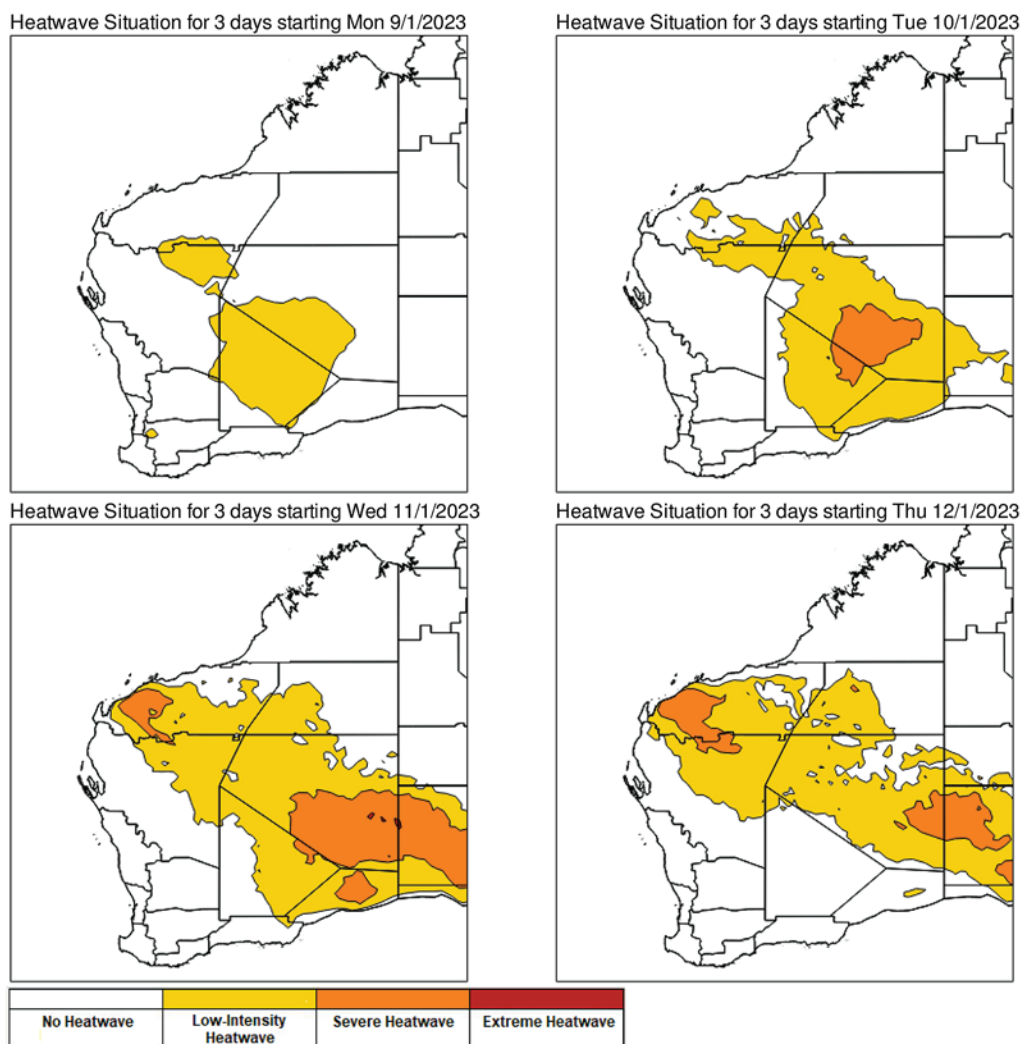 Heatwave Situation for 3 days starting Mon 9/1/2023
Heatwave Situation for 3 days starting Tue 10/1/2023
Heatwave Situation for 3 days starting Wed 11/1/2023
Heatwave Situation for 3 days starting Thu 12/1/2023
No Heatwave
Low-Intensity
Heatwave
Severe Heatwave
Extreme Heatwave